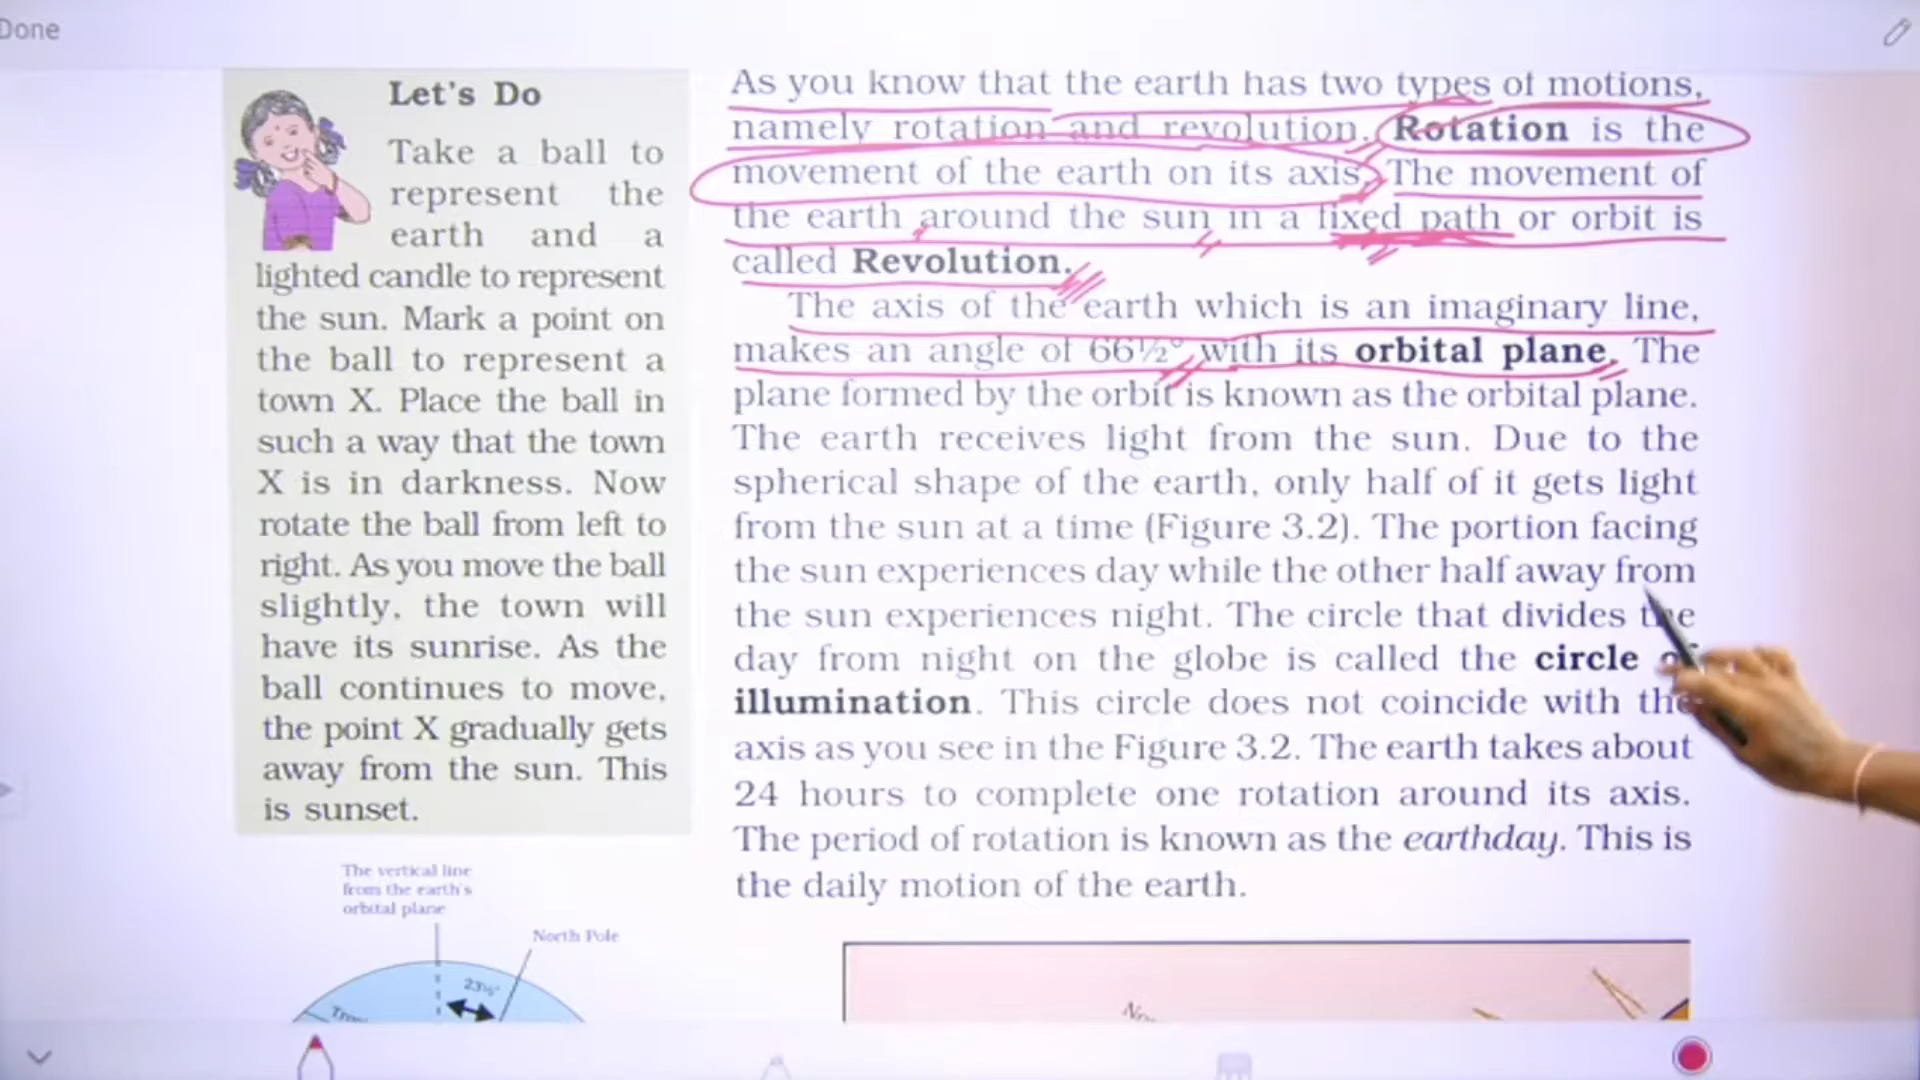 Done
Let's Do
Take a ball to
represent the
earth and a
lighted candle to represent
the sun. Mark a point on
the ball to represent a
town X. Place the ball in
such a way that the town
X is in darkness. Now
rotate the ball from left to
right. As you move the ball
slightly, the town will
have its sunrise. As the
ball continues to move,
the point X gradually gets
away from the sun. This
is sunset.
The vertical line
from the earth's
orbital plane
North Pole
23½°
As you know that the earth has two types of motions,
namely rotation and revolution. Rotation is the
movement of the earth on its axis. The movement of
the earth around the sun in a fixed path or orbit is
called Revolution.
The axis of the earth which is an imaginary line,
makes an angle of 66½° with its orbital plane. The
plane formed by the orbit is known as the orbital plane.
The earth receives light from the sun. Due to the
spherical shape of the earth, only half of it gets light
from the sun at a time (Figure 3.2). The portion facing
the sun experiences day while the other half away from
the sun experiences night. The circle that divides the
day from night on the globe is called the circle of
illumination. This circle does not coincide with the
axis as you see in the Figure 3.2. The earth takes about
24 hours to complete one rotation around its axis.
The period of rotation is known as the earthday. This is
the daily motion of the earth.